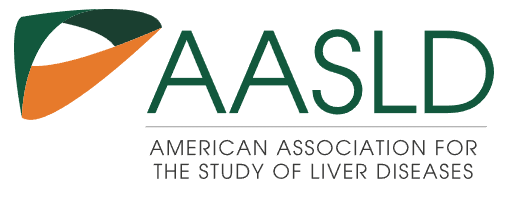 AASLD
AMERICAN ASSOCIATION FOR
THE STUDY OF LIVER DISEASES